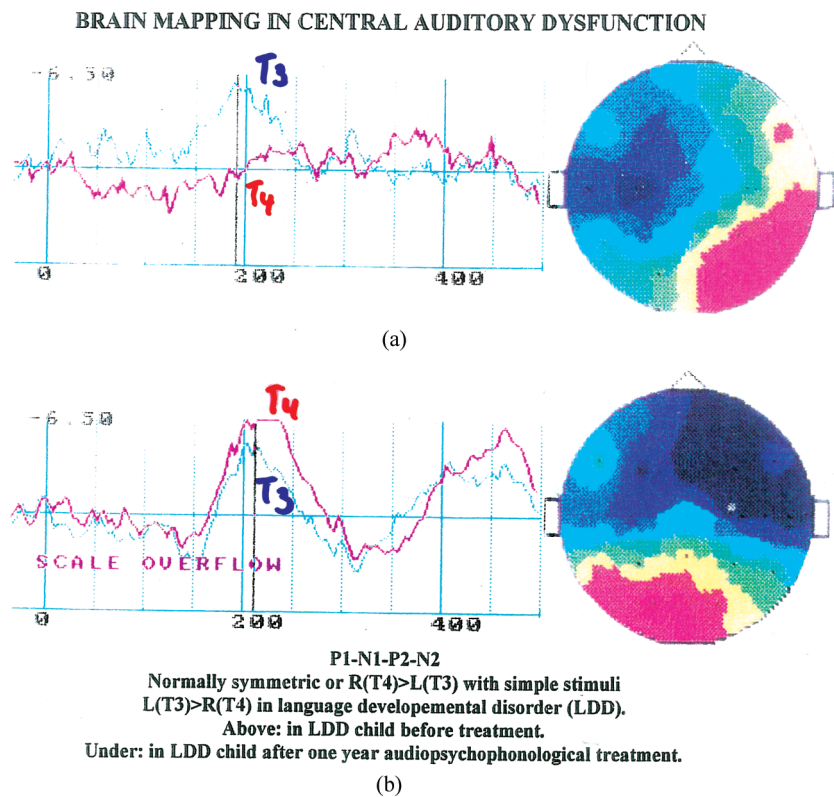 BRAIN MAPPING IN CENTRAL AUDITORY DYSFUNCTION
-6.50
T3
T4
0 200 400
(a)
-6.50
T4
T3
SCALE OVERFLOW
0 200 400
P1-N1-P2-N2
Normally symmetric or R(T4)>L(T3) with simple stimuli
L(T3)>R(T4) in language developemental disorder (LDD).
Above: in LDD child before treatment.
Under: in LDD child after one year audiopsychophonological treatment.
(b)